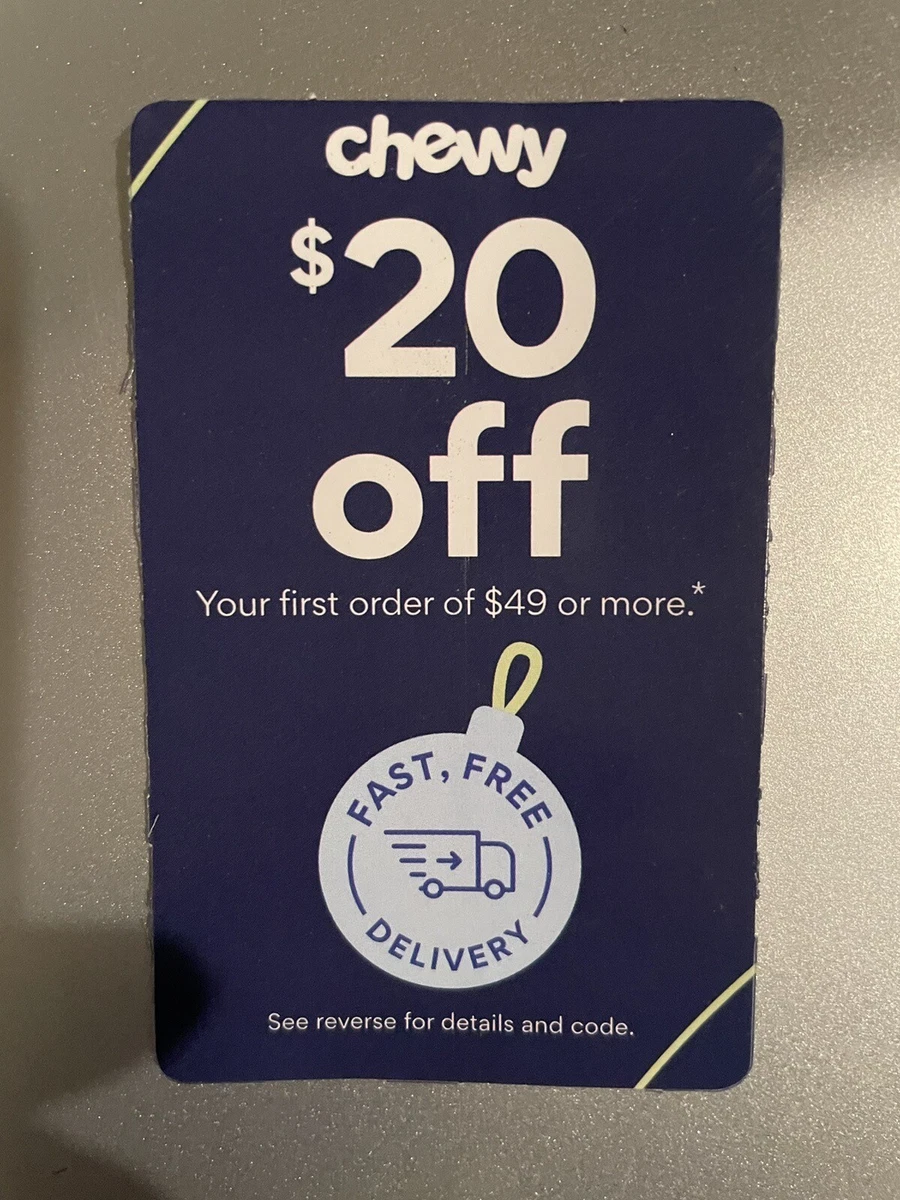 chewy
$20
off
Your first order of $49 or more.*
FAST, FREE
DELIVERY
See reverse for details and code.